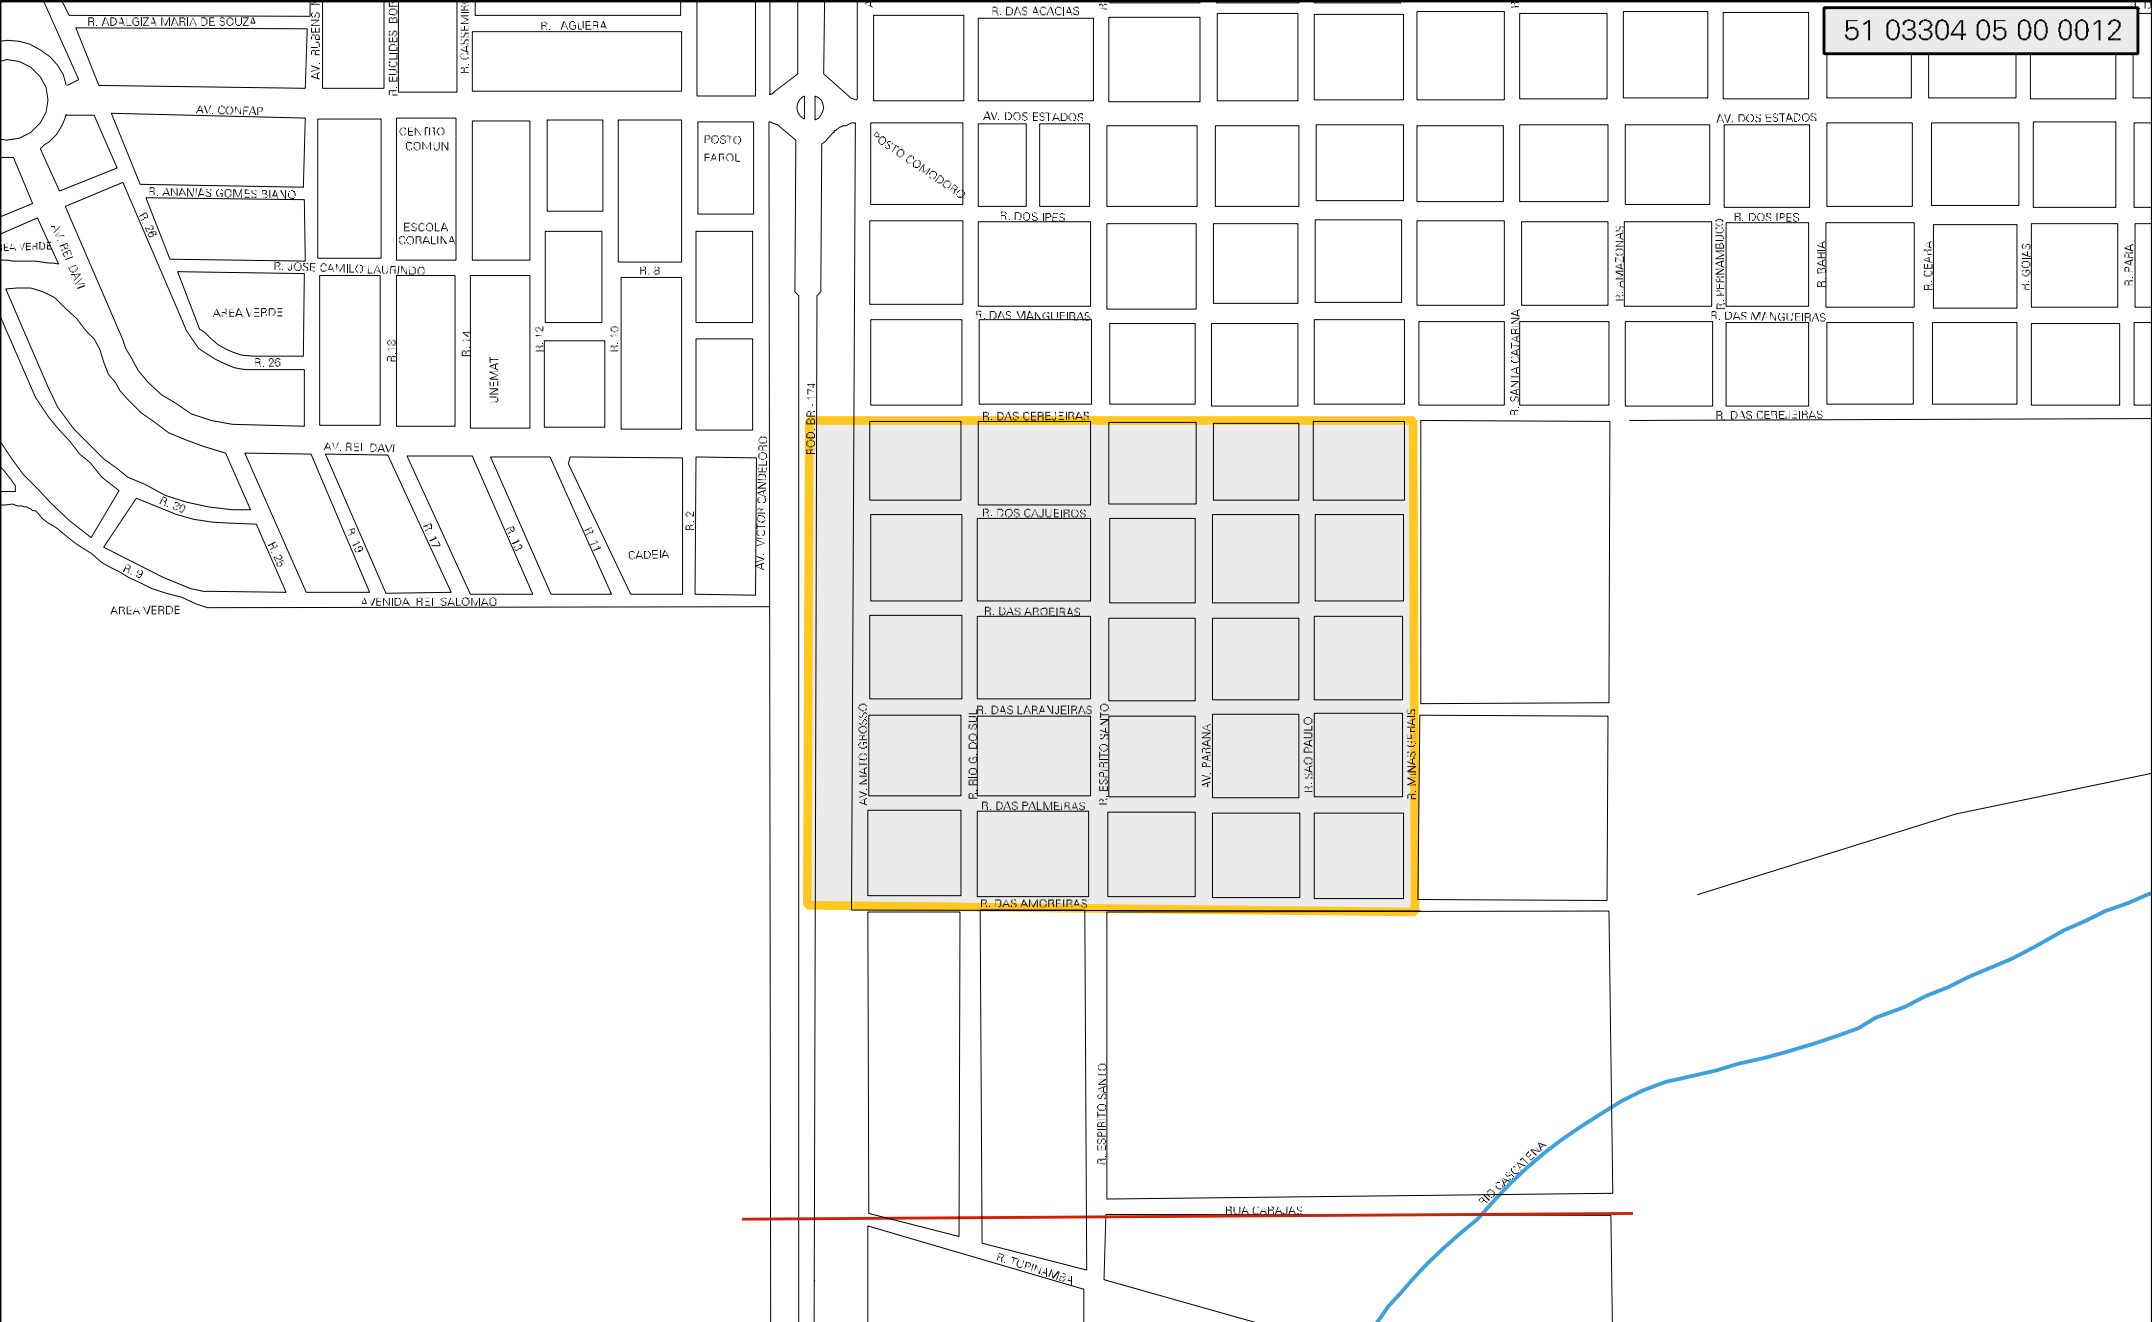 51 03304 05 00 0012
R. DAS ACACIAS
R. ADALGIZA MARIA DE SOUZA
R. AGUERA
AV. CONFAP
AV. DOS ESTADOS
AV. DOS ESTADOS
CENTRO
COMUN
POSTO
FAROL
POSTO COMODORO
R. ANANIAS GOMES BIANO
R. DOS IPES
R. DOS IPES
R. 26
ESCOLA
CORALINA
AV. REI DAVI
R. JOSE CAMILO LAURINDO
R. 8
R. AMAZONAS
R. PERNAMBUCO
R. BAHIA
R. CEARA
R. GOIAS
R. PARA
AREA VERDE
R. DAS MANGUEIRAS
R. DAS MANGUEIRAS
R. 26
R.18
R. 14
UNEMAT
R. 12
R. 10
R. SANTA CATARINA
ROD. BR - 174
R. DAS CEREJEIRAS
R. DAS CEREJEIRAS
AV. REI DAVI
AV. VICTOR CANDELORO
R. 30
R. 2
R. DOS CAJUEIROS
R. 25
R. 19
R. 17
R. 13
R. 11
CADEIA
R. 9
AVENIDA REI SALOMAO
AREA VERDE
R. DAS AROEIRAS
R. DAS LARANJEIRAS
AV. MATO GROSSO
R. RIO G. DO SUL
R. ESPIRITO SANTO
AV. PARANA
R. SAO PAULO
R. MINAS GERAIS
R. DAS PALMEIRAS
R. DAS AMOREIRAS
R. ESPIRITO SANTO
RIO CASCATENA
RUA CARAJAS
R. TUPINAMBA